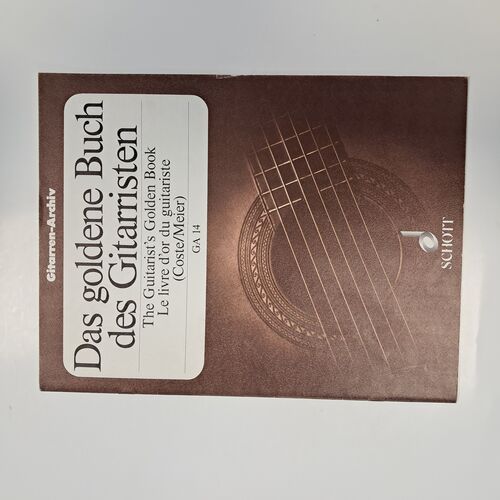 Gitarren-Archiv
Das goldene Buch
des Gitarristen
The Guitarist's Golden Book
Le livre d'or du guitariste
(Coste/Meier)
GA 14
SCHOTT